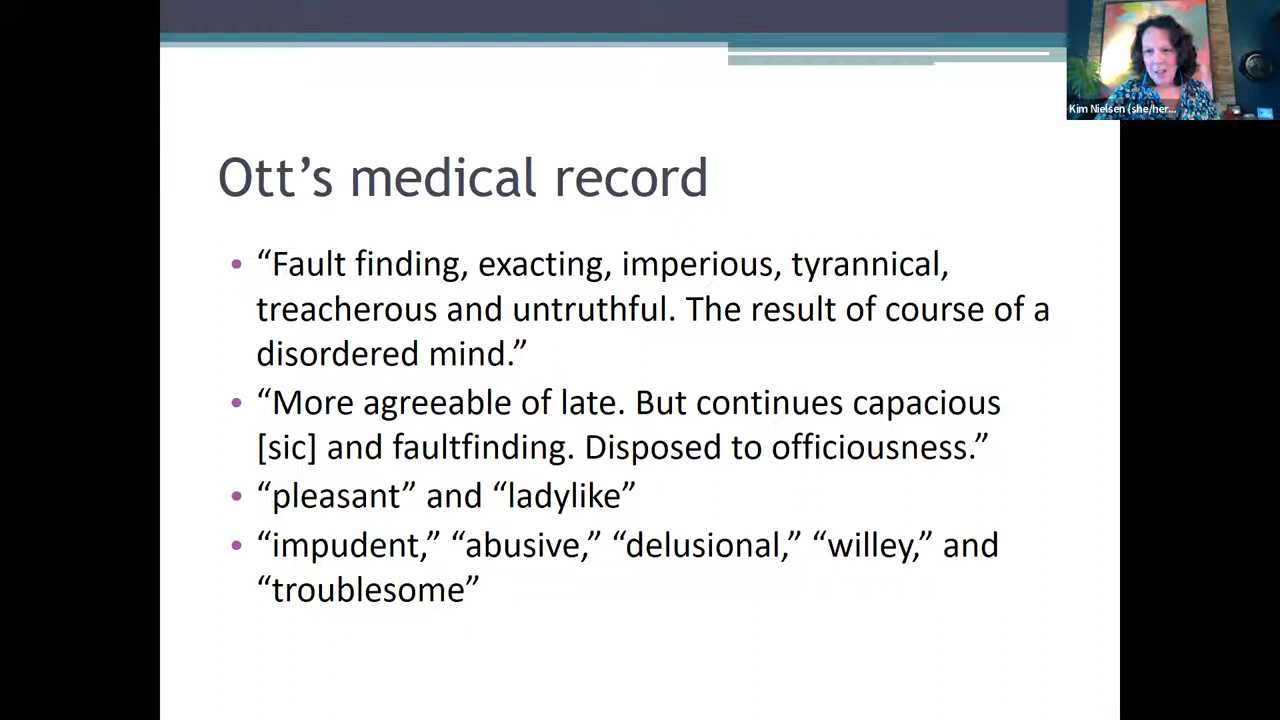 Kim Nielsen (she/her...
Ott’s medical record
• “Fault finding, exacting, imperious, tyrannical,
treacherous and untruthful. The result of course of a
disordered mind.”
• “More agreeable of late. But continues capacious
[sic] and faultfinding. Disposed to officiousness.”
• “pleasant” and “ladylike”
• “impudent,” “abusive,” “delusional,” “willey,” and
“troublesome”